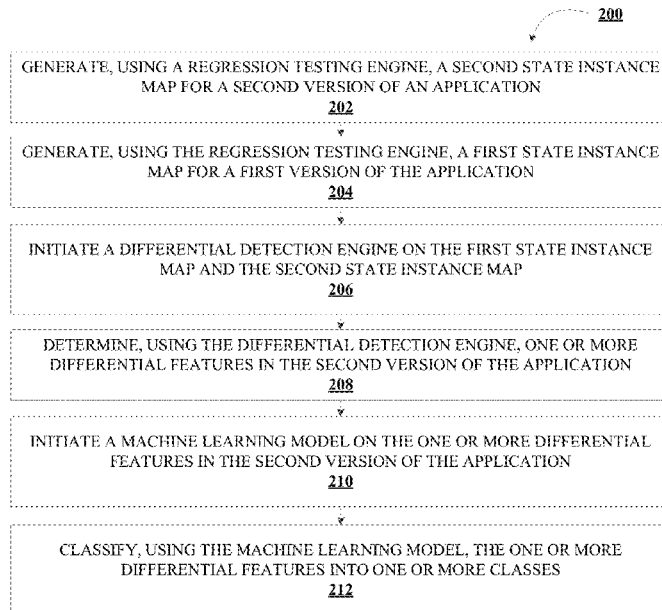 200
GENERATE, USING A REGRESSION TESTING ENGINE, A SECOND STATE INSTANCE
MAP FOR A SECOND VERSION OF AN APPLICATION
202
GENERATE, USING THE REGRESSION TESTING ENGINE, A FIRST STATE INSTANCE
MAP FOR A FIRST VERSION OF THE APPLICATION
204
INITIATE A DIFFERENTIAL DETECTION ENGINE ON THE FIRST STATE INSTANCE
MAP AND THE SECOND STATE INSTANCE MAP
206
DETERMINE, USING THE DIFFERENTIAL DETECTION ENGINE, ONE OR MORE
DIFFERENTIAL FEATURES IN THE SECOND VERSION OF THE APPLICATION
208
INITIATE A MACHINE LEARNING MODEL ON THE ONE OR MORE DIFFERENTIAL
FEATURES IN THE SECOND VERSION OF THE APPLICATION
210
CLASSIFY, USING THE MACHINE LEARNING MODEL, THE ONE OR MORE
DIFFERENTIAL FEATURES INTO ONE OR MORE CLASSES
212